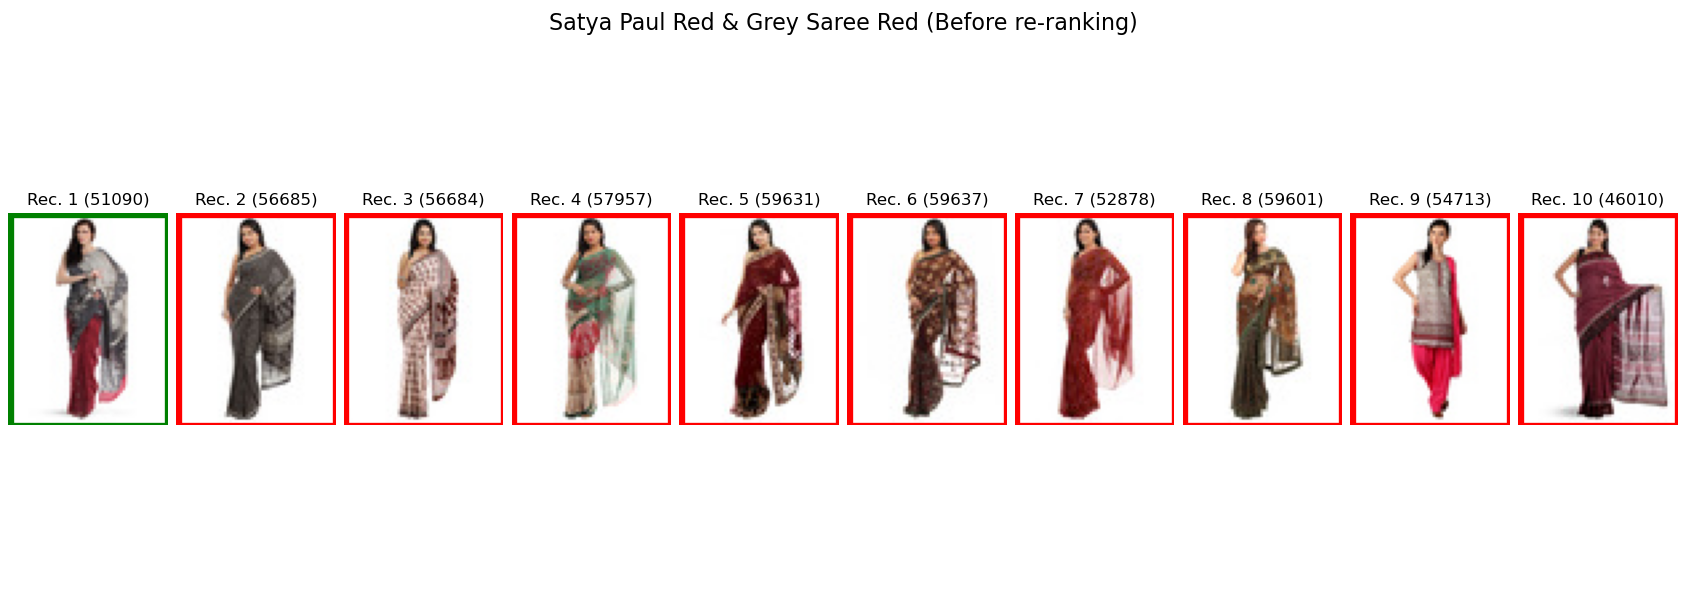 Satya Paul Red & Grey Saree Red (Before re-ranking)
Rec. 1 (51090)
Rec. 2 (56685)
Rec. 3 (56684)
Rec. 4 (57957)
Rec. 5 (59631)
Rec. 6 (59637)
Rec. 7 (52878)
Rec. 8 (59601)
Rec. 9 (54713)
Rec. 10 (46010)